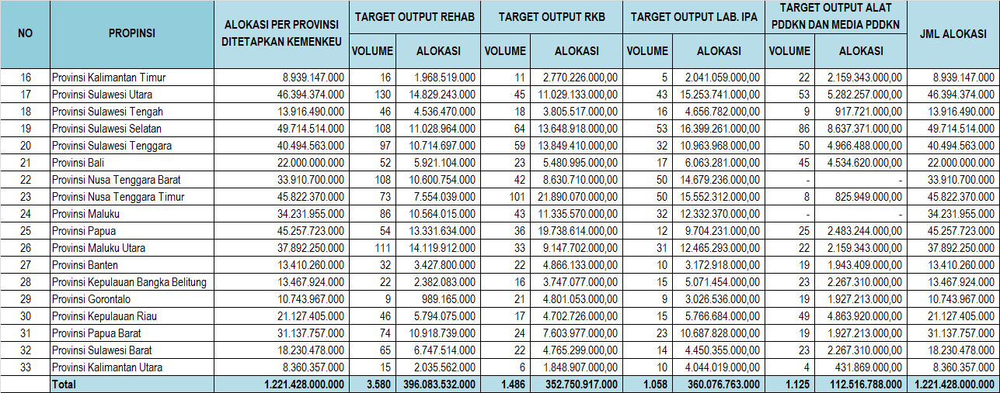 NO PROPINSI ALOKASI PER PROVINSI DITETAPKAN KEMENKEU TARGET OUTPUT REHAB TARGET OUTPUT RKB TARGET OUTPUT LAB. IPA TARGET OUTPUT ALAT PDDKN DAN MEDIA PDDKN JML ALOKASI
VOLUME ALOKASI VOLUME ALOKASI VOLUME ALOKASI VOLUME ALOKASI
16 Provinsi Kalimantan Timur 8.939.147.000 16 1.968.519.000 11 2.770.226.000,00 5 2.041.059.000,00 22 2.159.343.000,00 8.939.147.000
17 Provinsi Sulawesi Utara 46.394.374.000 130 14.829.243.000 45 11.029.133.000,00 43 15.253.741.000,00 53 5.282.257.000,00 46.394.374.000
18 Provinsi Sulawesi Tengah 13.916.490.000 46 4.536.470.000 18 3.805.517.000,00 16 4.656.782.000,00 9 917.721.000,00 13.916.490.000
19 Provinsi Sulawesi Selatan 49.714.514.000 108 11.028.964.000 64 13.648.918.000,00 53 16.399.261.000,00 86 8.637.371.000,00 49.714.514.000
20 Provinsi Sulawesi Tenggara 40.494.563.000 97 10.714.697.000 59 13.849.410.000,00 32 10.963.968.000,00 50 4.966.488.000,00 40.494.563.000
21 Provinsi Bali 22.000.000.000 52 5.921.104.000 23 5.480.995.000,00 17 6.063.281.000,00 45 4.534.620.000,00 22.000.000.000
22 Provinsi Nusa Tenggara Barat 33.910.700.000 108 10.600.754.000 42 8.630.710.000,00 50 14.679.236.000,00 - - 33.910.700.000
23 Provinsi Nusa Tenggara Timur 45.822.370.000 73 7.554.039.000 101 21.890.070.000,00 50 15.552.312.000,00 8 825.949.000,00 45.822.370.000
24 Provinsi Maluku 34.231.955.000 86 10.564.015.000 43 11.335.570.000,00 32 12.332.370.000,00 - - 34.231.955.000
25 Provinsi Papua 45.257.723.000 54 13.331.634.000 36 19.738.614.000,00 12 9.704.231.000,00 25 2.483.244.000,00 45.257.723.000
26 Provinsi Maluku Utara 37.892.250.000 111 14.119.912.000 33 9.147.702.000,00 31 12.465.293.000,00 22 2.159.343.000,00 37.892.250.000
27 Provinsi Banten 13.410.260.000 32 3.427.800.000 22 4.866.133.000,00 10 3.172.918.000,00 19 1.943.409.000,00 13.410.260.000
28 Provinsi Kepulauan Bangka Belitung 13.467.924.000 22 2.382.083.000 16 3.747.077.000,00 15 5.071.454.000,00 23 2.267.310.000,00 13.467.924.000
29 Provinsi Gorontalo 10.743.967.000 9 989.165.000 21 4.801.053.000,00 9 3.026.536.000,00 19 1.927.213.000,00 10.743.967.000
30 Provinsi Kepulauan Riau 21.127.405.000 46 5.794.075.000 17 4.702.726.000,00 15 5.766.684.000,00 49 4.863.920.000,00 21.127.405.000
31 Provinsi Papua Barat 31.137.757.000 74 10.918.739.000 24 7.603.977.000,00 23 10.687.828.000,00 19 1.927.213.000,00 31.137.757.000
32 Provinsi Sulawesi Barat 18.230.478.000 65 6.747.514.000 22 4.765.299.000,00 14 4.450.355.000,00 23 2.267.310.000,00 18.230.478.000
33 Provinsi Kalimantan Utara 8.360.357.000 15 2.035.562.000 6 1.848.907.000,00 10 4.044.019.000,00 4 431.869.000,00 8.360.357.000
Total 1.221.428.000.000 3.580 396.083.532.000 1.486 352.750.917.000 1.058 360.076.763.000 1.125 112.516.788.000 1.221.428.000.000